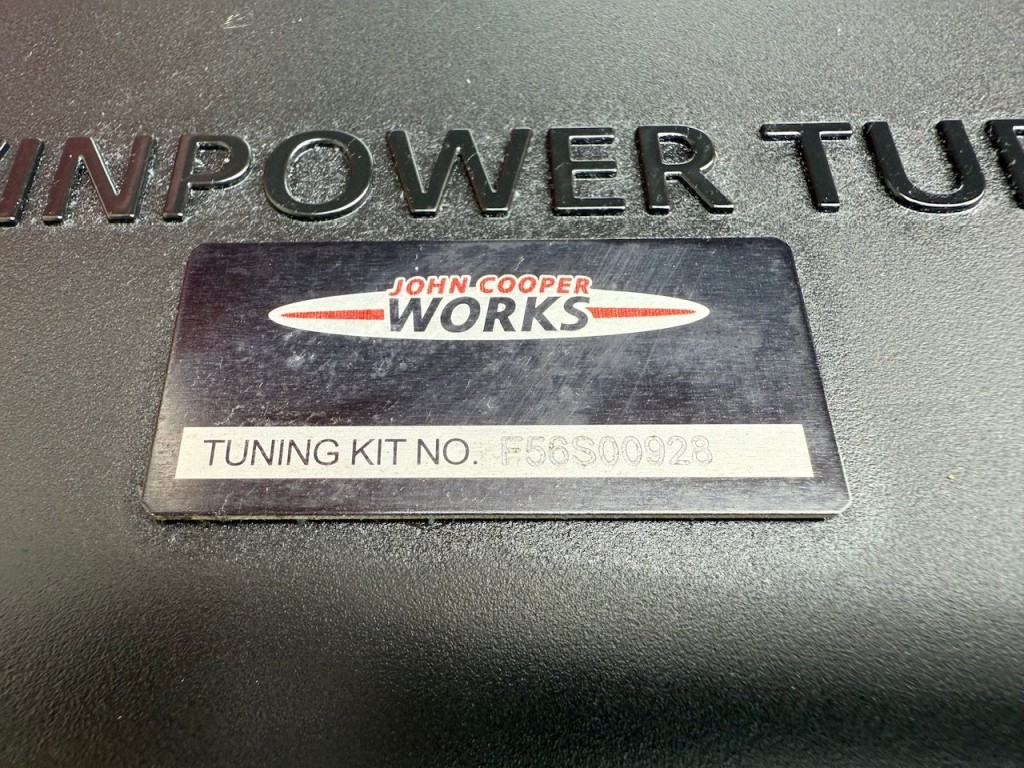 INPOWER TU
JOHN COOPER
WORKS
TUNING KIT NO. F56S00928